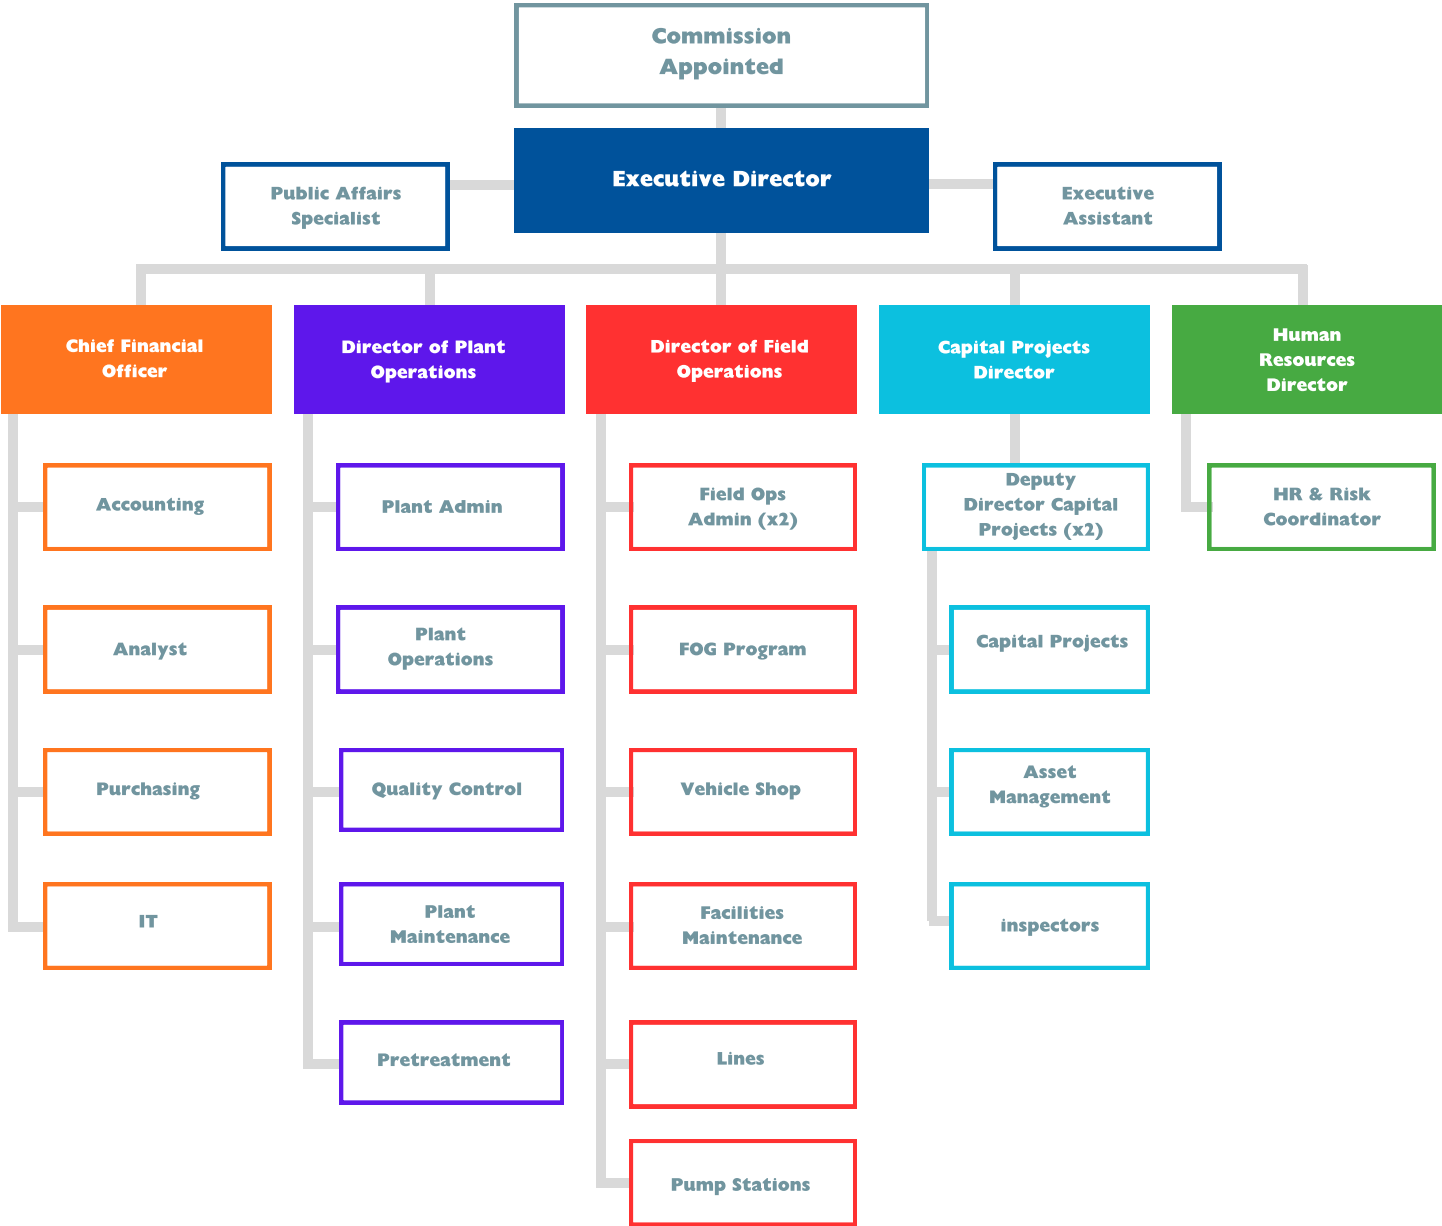 Commission
Appointed
Executive Director
Public Affairs
Specialist
Executive
Assistant
Chief Financial
Officer
Director of Plant
Operations
Director of Field
Operations
Capital Projects
Director
Human
Resources
Director
Accounting
Analyst
Purchasing
IT
Plant Admin
Plant
Operations
Quality Control
Plant
Maintenance
Pretreatment
Field Ops
Admin (x2)
FOG Program
Vehicle Shop
Facilities
Maintenance
Lines
Pump Stations
Deputy
Director Capital
Projects (x2)
Capital Projects
Asset
Management
inspectors
HR & Risk
Coordinator